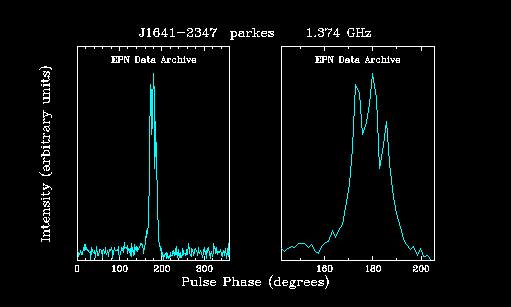 J1641-2347 parkes 1.374 GHz
EPN Data Archive EPN Data Archive
Intensity (arbitrary units)
0 100 200 300 160 180 200
Pulse Phase (degrees)